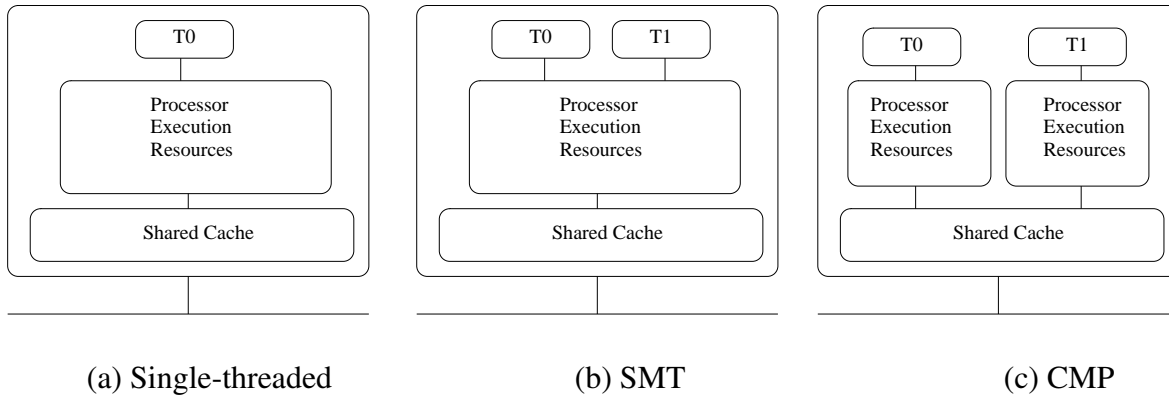 T0
Processor
Execution
Resources
Shared Cache
(a) Single-threaded
T0
T1
Processor
Execution
Resources
Shared Cache
(b) SMT
T0
T1
Processor
Execution
Resources
Processor
Execution
Resources
Shared Cache
(c) CMP